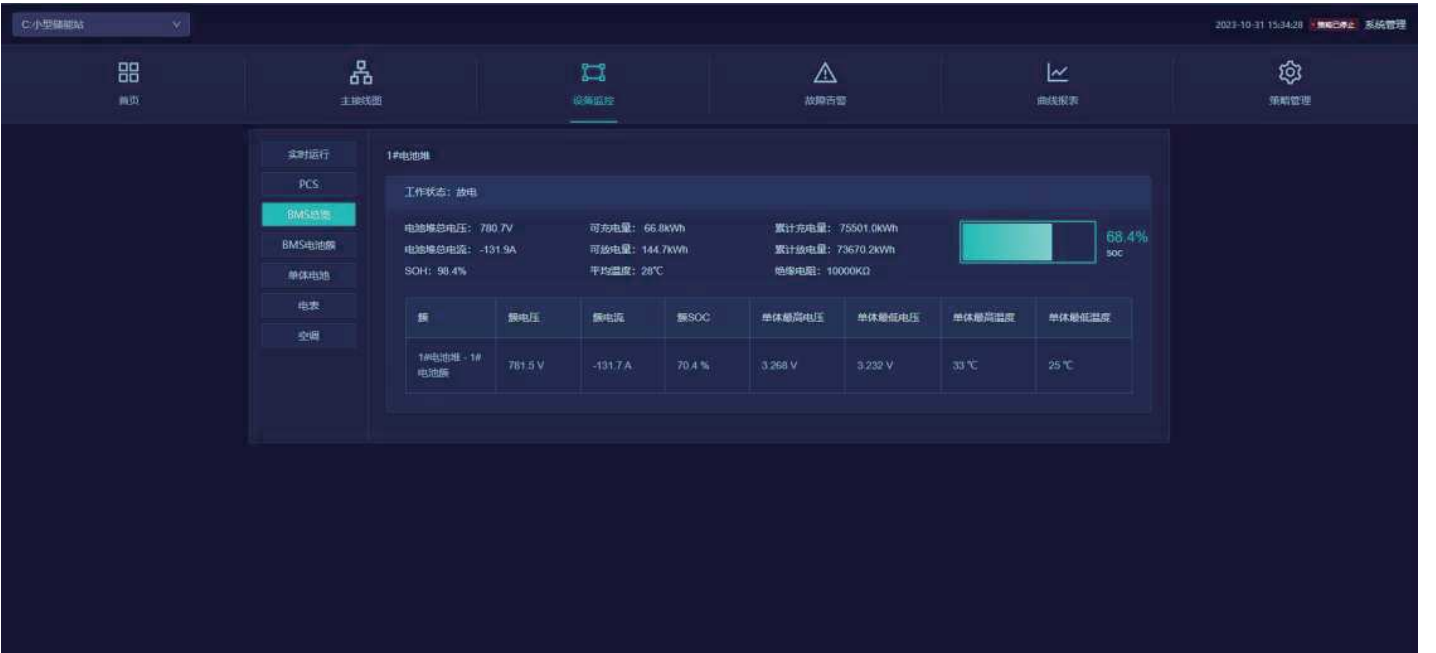 C:小型储能站
2023-10-31 15:34:28 策略已停止 系统管理
首页
主接线图
设备监控
故障告警
曲线报表
策略管理
实时运行
PCS
BMS总览
BMS电池簇
单体电池
电表
空调
1#电池堆
工作状态：放电
电池堆总电压： 780.7V 可充电量： 66.8kWh 累计充电量： 75501.0kWh
电池堆总电流： -131.9A 可放电量： 144.7kWh 累计放电量： 73670.2kWh
SOH： 98.4% 平均温度： 28℃ 绝缘电阻： 10000KΩ
68.4%
SOC
簇 簇电压 簇电流 簇SOC 单体最高电压 单体最低电压 单体最高温度 单体最低温度
1#电池堆 - 1#
电池簇
781.5 V -131.7 A 70.4 % 3.268 V 3.232 V 33 ℃ 25 ℃